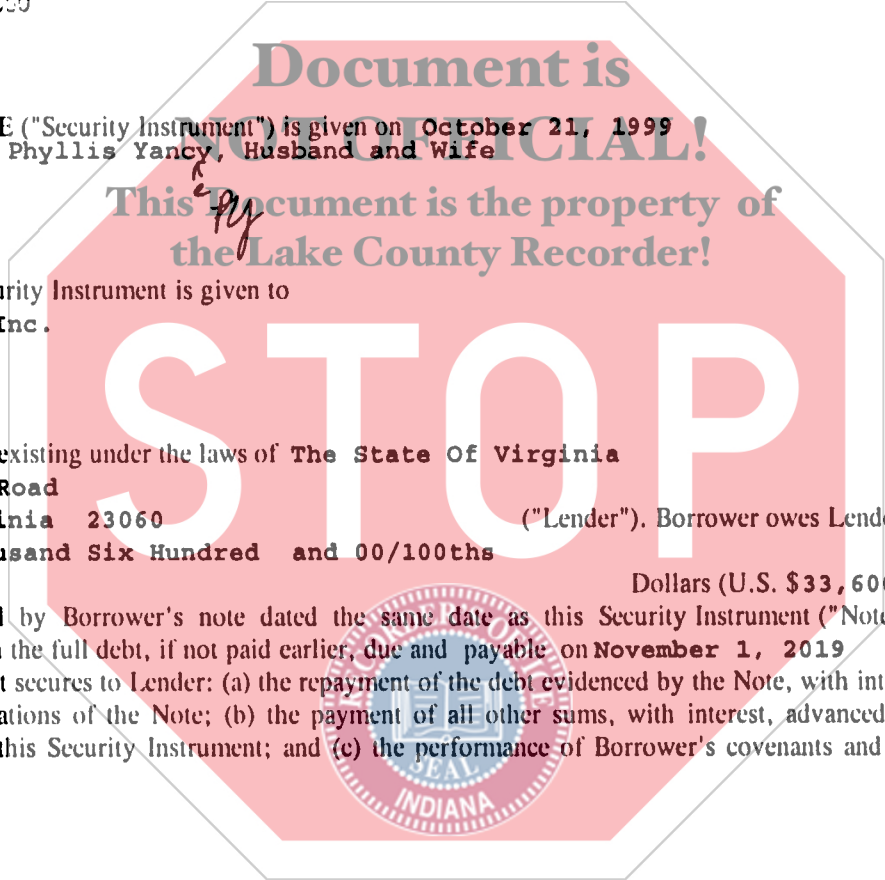 Document is
E ("Security Instrument") is given on October 21, 1999
NOT OFFICIAL!
Phyllis Yancy, Husband and Wife
This Document is the property of
the Lake County Recorder!
urity Instrument is given to
Inc.
STOP
existing under the laws of The State Of Virginia
Road
inia 23060 ("Lender"). Borrower owes Lende
usand Six Hundred and 00/100ths
Dollars (U.S. $33,600
d by Borrower's note dated the same date as this Security Instrument ("Note
the full debt, if not paid earlier, due and payable on November 1, 2019
t secures to Lender: (a) the repayment of the debt evidenced by the Note, with int
ations of the Note; (b) the payment of all other sums, with interest, advanced
this Security Instrument; and (c) the performance of Borrower's covenants and
RECORDER'S OFFICE
SEAL
INDIANA